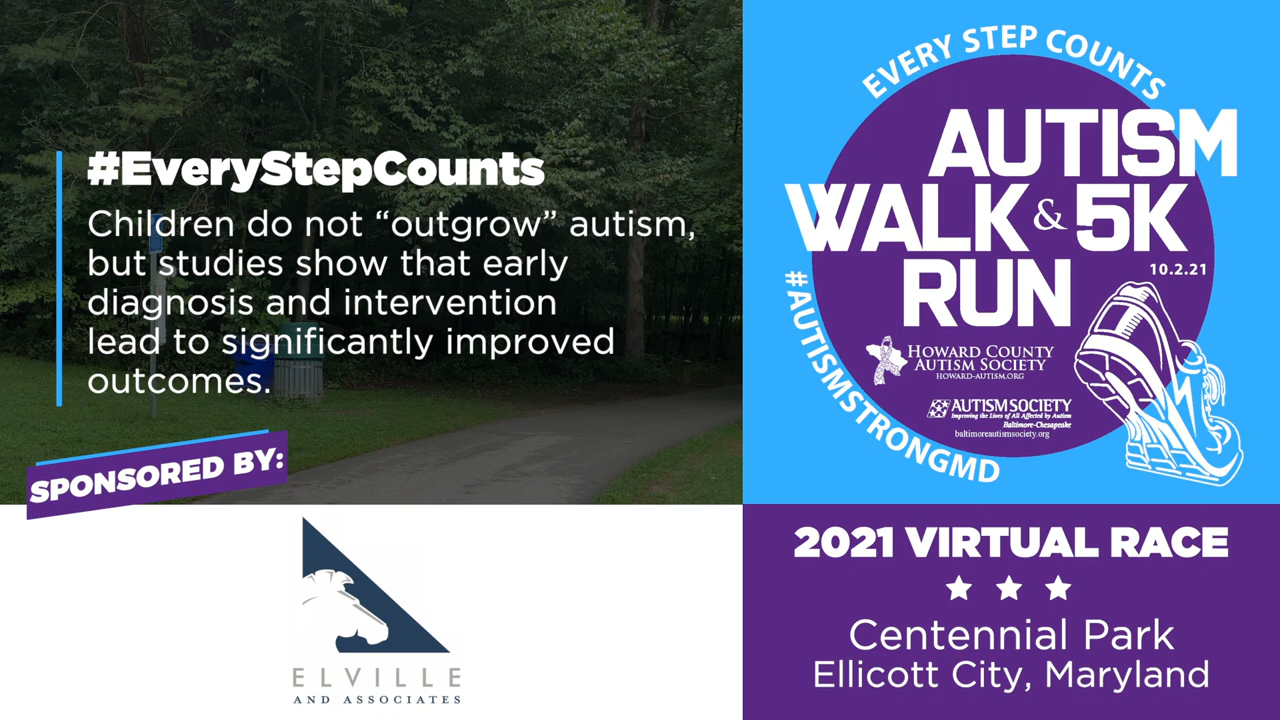 #EveryStepCounts
Children do not “outgrow” autism,
but studies show that early
diagnosis and intervention
lead to significantly improved
outcomes.
SPONSORED BY:
ELVILLE
AND ASSOCIATES
EVERY STEP COUNTS
AUTISM
WALK & 5K
RUN
10.2.21
#AUTISMSTRONGMD
HOWARD COUNTY
AUTISM SOCIETY
HOWARD-AUTISM.ORG
AUTISM SOCIETY
Improving the Lives of All Affected by Autism
Baltimore-Chesapeake
baltimoreautismsociety.org
2021 VIRTUAL RACE
Centennial Park
Ellicott City, Maryland